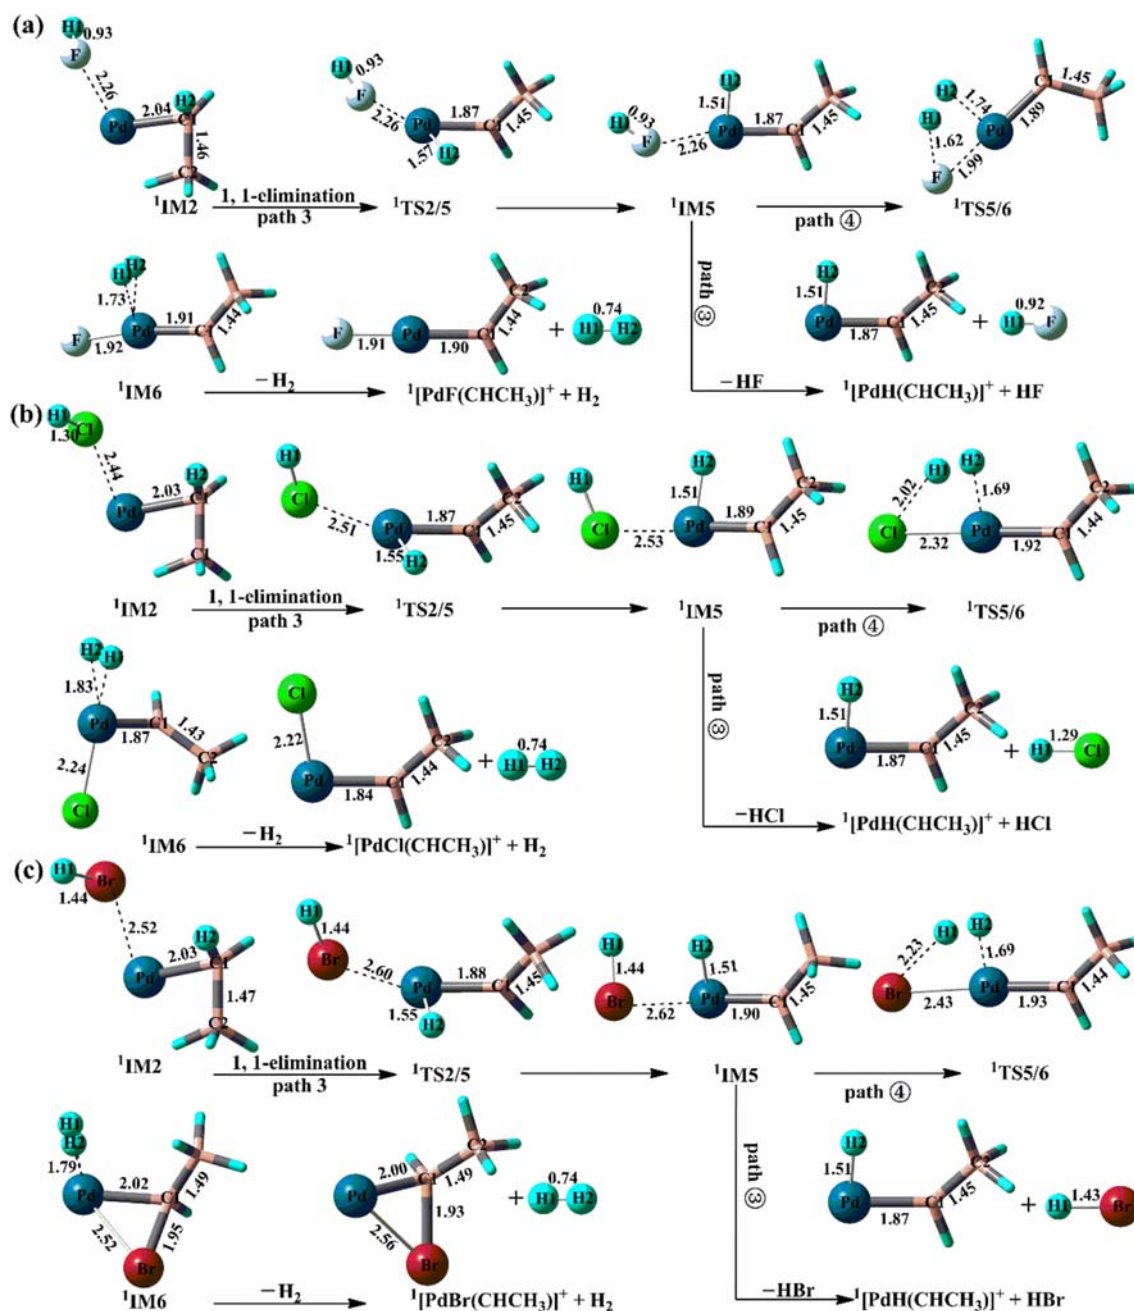 (a)
H1 0.93 F 2.26 Pd 2.04 H2 C1 1.46 C2
H1 0.93 F 2.26 Pd 1.87 C1 1.45 1.57 H2
H2 1.51 H1 0.93 F 2.26 Pd 1.87 C1 1.45
H2 1.74 H1 1.62 F 1.99 Pd 1.89 C1 1.45
¹IM2 1, 1-elimination path 3 ¹TS2/5 ¹IM5 path ④ ¹TS5/6
H1 H2 1.73 F 1.92 Pd 1.91 C1 1.44
F 1.91 Pd 1.90 C1 1.44 + 0.74 H1 H2
path ③
H2 1.51 Pd 1.87 C1 1.45 + 0.92 H1 F
¹IM6 −H₂ ¹[PdF(CHCH₃)]⁺ + H₂ −HF ¹[PdH(CHCH₃)]⁺ + HF
(b)
H1 1.30 Cl 2.44 Pd 2.03 H2 C1
H1 Cl 2.51 Pd 1.87 C1 C2 1.45 1.55 H2
H1 Cl 2.53 H2 1.51 Pd 1.89 C1 C2 1.45
H1 2.02 Cl 2.32 H2 1.69 Pd 1.92 C1 C2 1.44
¹IM2 1, 1-elimination path 3 ¹TS2/5 ¹IM5 path ④ ¹TS5/6
H2 1.83 Pd 1.87 C1 1.43 C2 2.24 Cl
Cl 2.22 Pd 1.84 C1 1.44 C2 + 0.74 H1 H2
path ③
H2 1.51 Pd 1.87 C1 1.45 C2 + H1 1.29 Cl
¹IM6 −H₂ ¹[PdCl(CHCH₃)]⁺ + H₂ −HCl ¹[PdH(CHCH₃)]⁺ + HCl
(c)
H1 1.44 Br 2.52 Pd 2.03 H2 C1 1.47 C2
H1 1.44 Br 2.60 Pd 1.88 C1 1.45 1.55 H2
H1 1.44 Br 2.62 H2 1.51 Pd 1.90 C1 1.45
H1 2.23 Br 2.43 H2 1.69 Pd 1.93 C1 1.44
¹IM2 1, 1-elimination path 3 ¹TS2/5 ¹IM5 path ④ ¹TS5/6
H1 H2 1.79 Pd 2.02 C1 1.49 2.52 1.95 Br
Pd 2.00 C1 1.49 C2 1.93 2.56 Br + 0.74 H1 H2
path ③
H2 1.51 Pd 1.87 C1 1.45 C2 + H1 1.43 Br
¹IM6 −H₂ ¹[PdBr(CHCH₃)]⁺ + H₂ −HBr ¹[PdH(CHCH₃)]⁺ + HBr